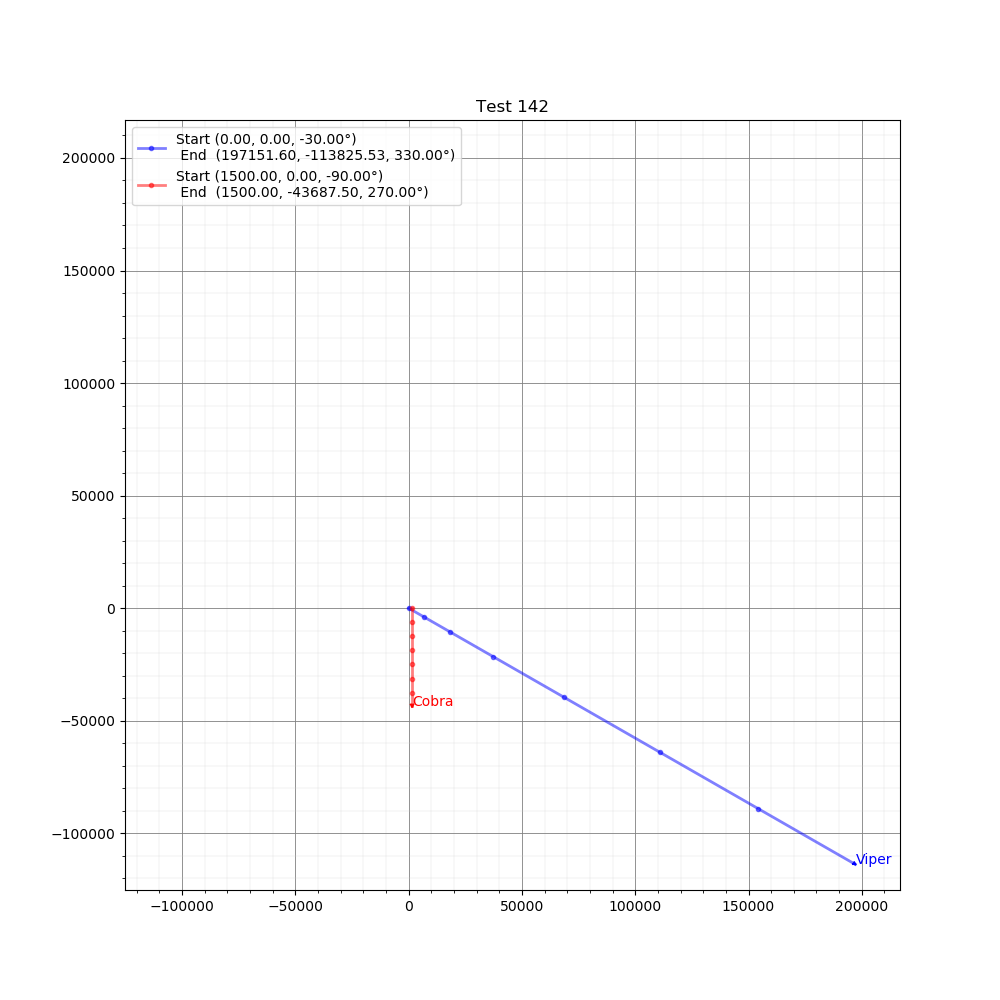 Test 142
Start (0.00, 0.00, -30.00°)
End (197151.60, -113825.53, 330.00°)
Start (1500.00, 0.00, -90.00°)
End (1500.00, -43687.50, 270.00°)
200000
150000
100000
50000
0
−50000
−100000
Cobra
Viper
−100000 −50000 0 50000 100000 150000 200000